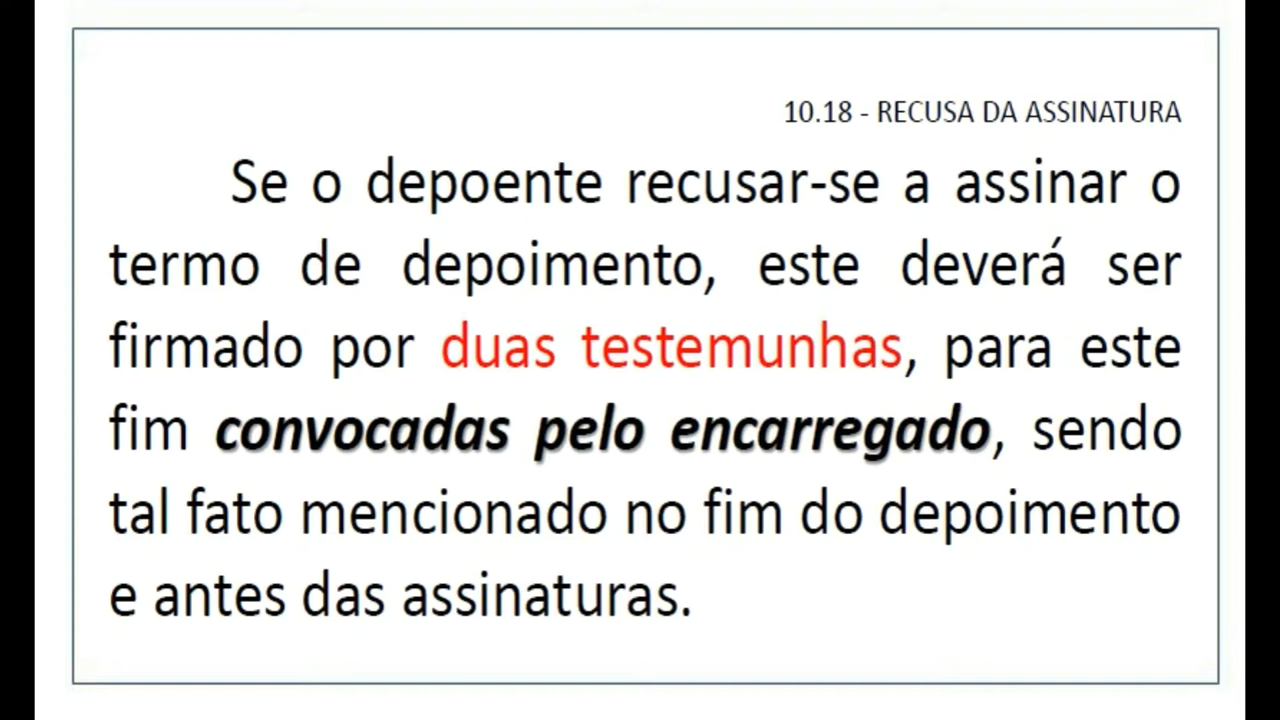 10.18 - RECUSA DA ASSINATURA
Se o depoente recusar-se a assinar o
termo de depoimento, este deverá ser
firmado por duas testemunhas, para este
fim convocadas pelo encarregado, sendo
tal fato mencionado no fim do depoimento
e antes das assinaturas.